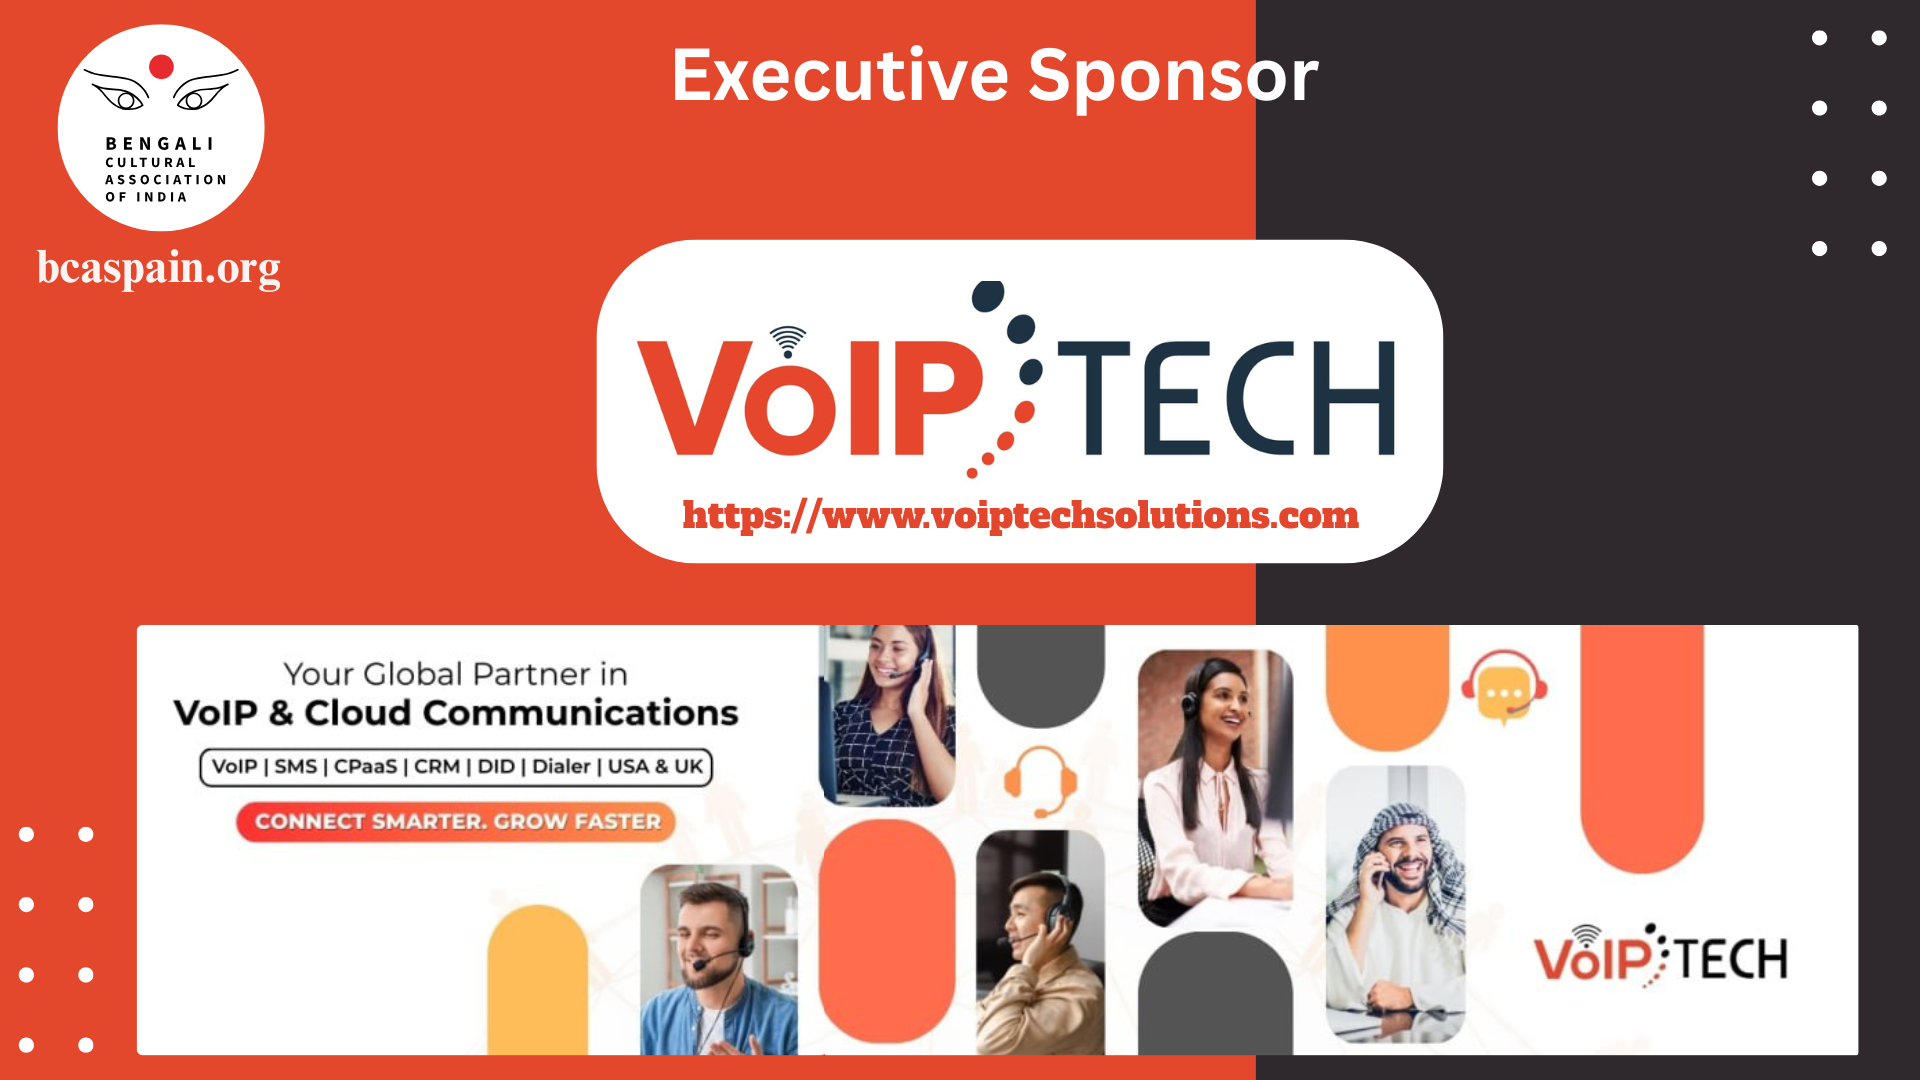 BENGALI
CULTURAL
ASSOCIATION
OF INDIA
bcaspain.org
Executive Sponsor
VoIP TECH
https://www.voiptechsolutions.com
Your Global Partner in
VoIP & Cloud Communications
VoIP | SMS | CPaaS | CRM | DID | Dialer | USA & UK
CONNECT SMARTER. GROW FASTER
VoIP TECH